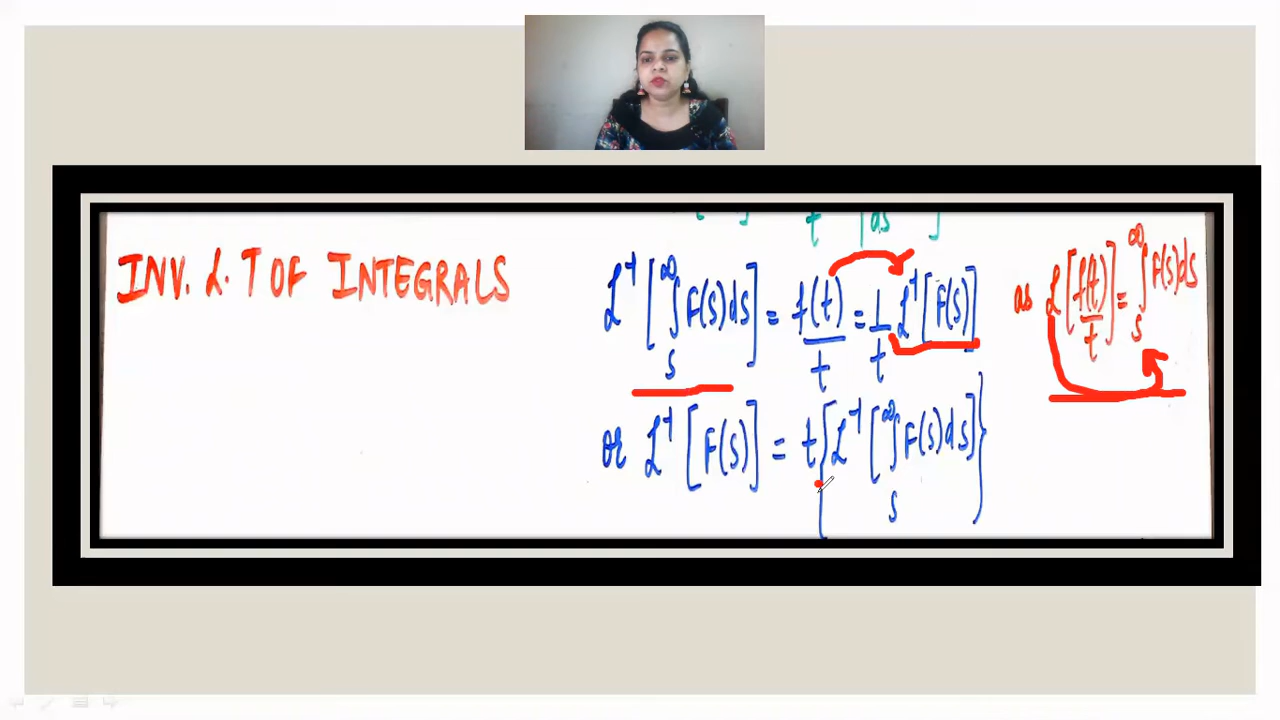 INV. L. T OF INTEGRALS
L⁻¹ [ ∫ₛ^∞ F(s) ds ] = f(t)/t = 1/t L⁻¹ [F(s)]
as L [f(t)/t] = ∫ₛ^∞ F(s) ds
or L⁻¹ [F(s)] = t { L⁻¹ [ ∫ₛ^∞ F(s) ds ] }